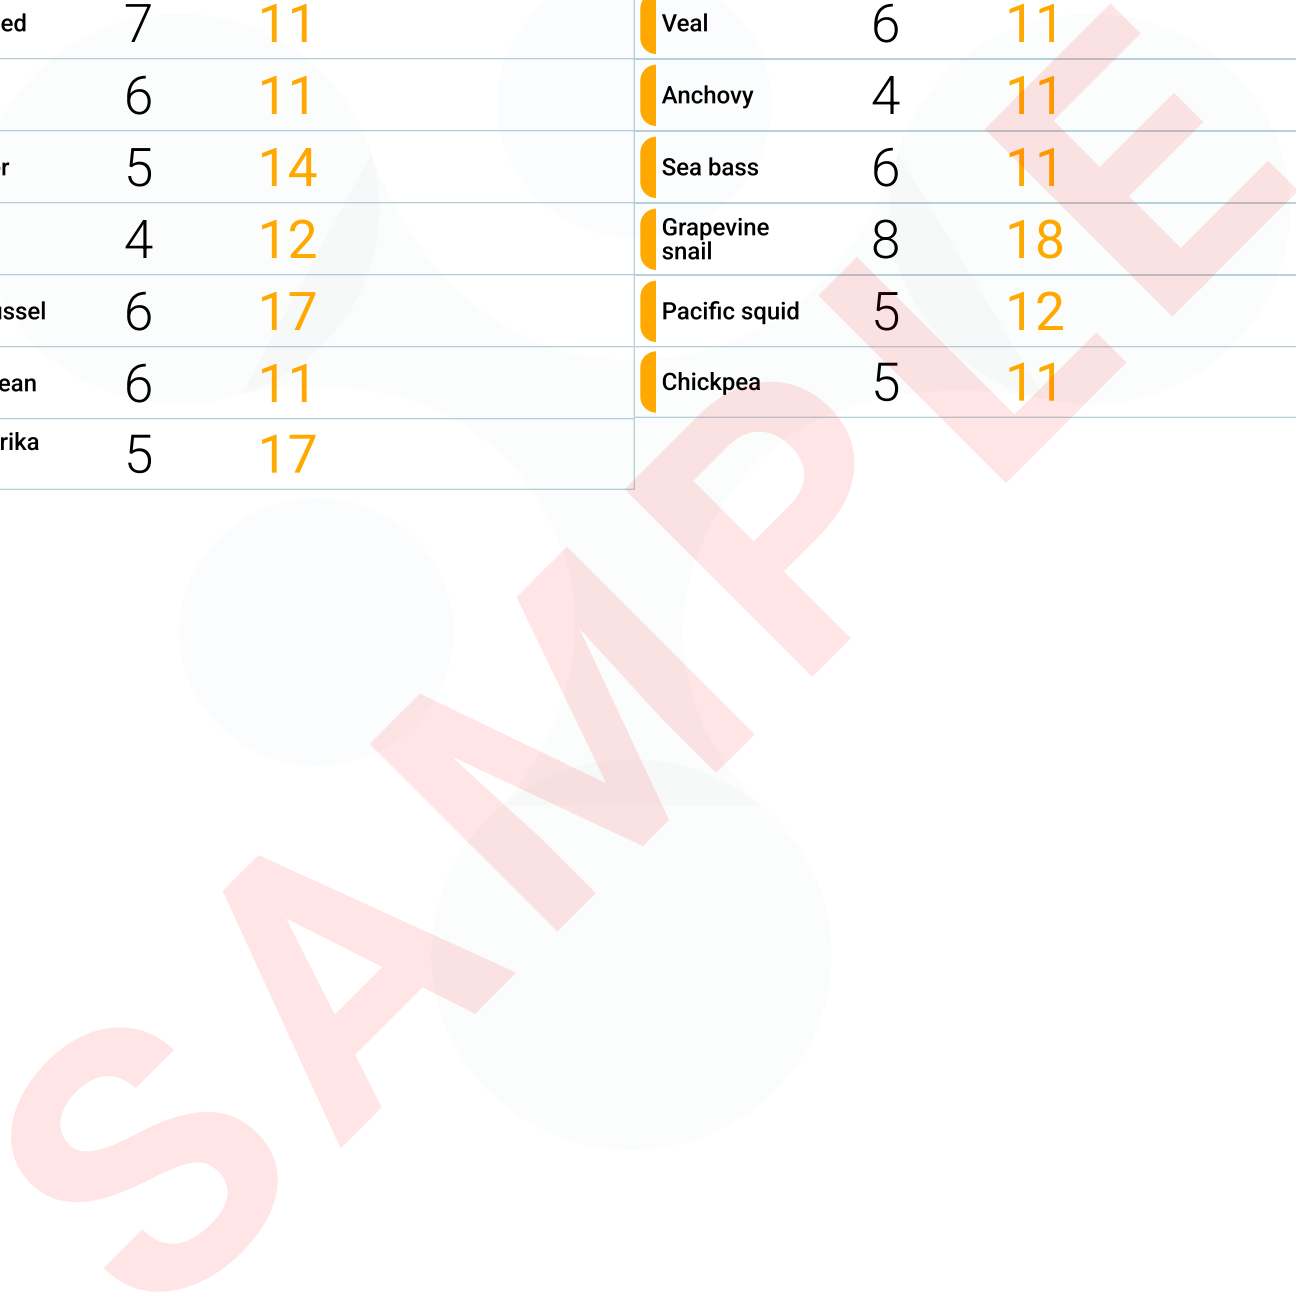 ed 7 11
6 11
r 5 14
4 12
ssel 6 17
ean 6 11
rika 5 17
Veal 6 11
Anchovy 4 11
Sea bass 6 11
Grapevine
snail 8 18
Pacific squid 5 12
Chickpea 5 11
SAMPLE